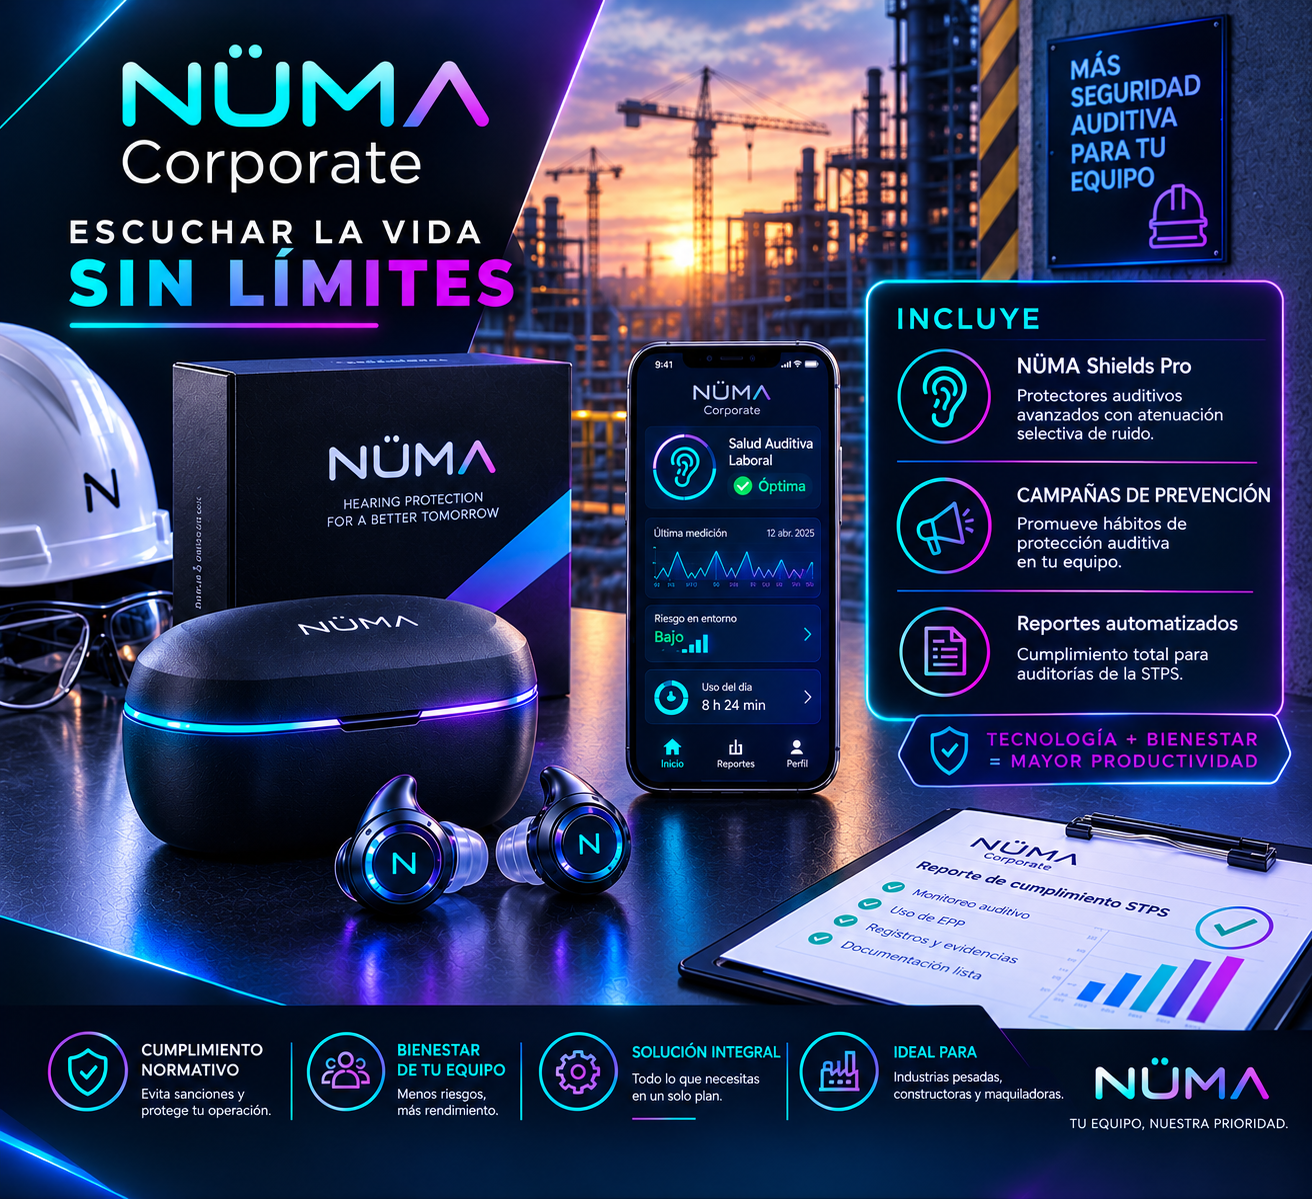 NÜMA
Corporate
ESCUCHAR LA VIDA
SIN LÍMITES
MÁS
SEGURIDAD
AUDITIVA
PARA TU
EQUIPO
N
NÜMA
HEARING PROTECTION
FOR A BETTER TOMORROW
NÜMA
N
N
9:41
NÜMA
Corporate
Salud Auditiva
Laboral
Óptima
Última medición 12 abr. 2025
Riesgo en entorno
Bajo
Uso del día
8 h 24 min
Inicio Reportes Perfil
INCLUYE
NÜMA Shields Pro
Protectores auditivos
avanzados con atenuación
selectiva de ruido.
CAMPAÑAS DE PREVENCIÓN
Promueve hábitos de
protección auditiva
en tu equipo.
Reportes automatizados
Cumplimiento total para
auditorías de la STPS.
TECNOLOGÍA + BIENESTAR
= MAYOR PRODUCTIVIDAD
NÜMA
Corporate
Reporte de cumplimiento STPS
Monitoreo auditivo
Uso de EPP
Registros y evidencias
Documentación lista
CUMPLIMIENTO
NORMATIVO
Evita sanciones y
protege tu operación.
BIENESTAR
DE TU EQUIPO
Menos riesgos,
más rendimiento.
SOLUCIÓN INTEGRAL
Todo lo que necesitas
en un solo plan.
IDEAL PARA
Industrias pesadas,
constructoras y maquiladoras.
NÜMA
TU EQUIPO, NUESTRA PRIORIDAD.